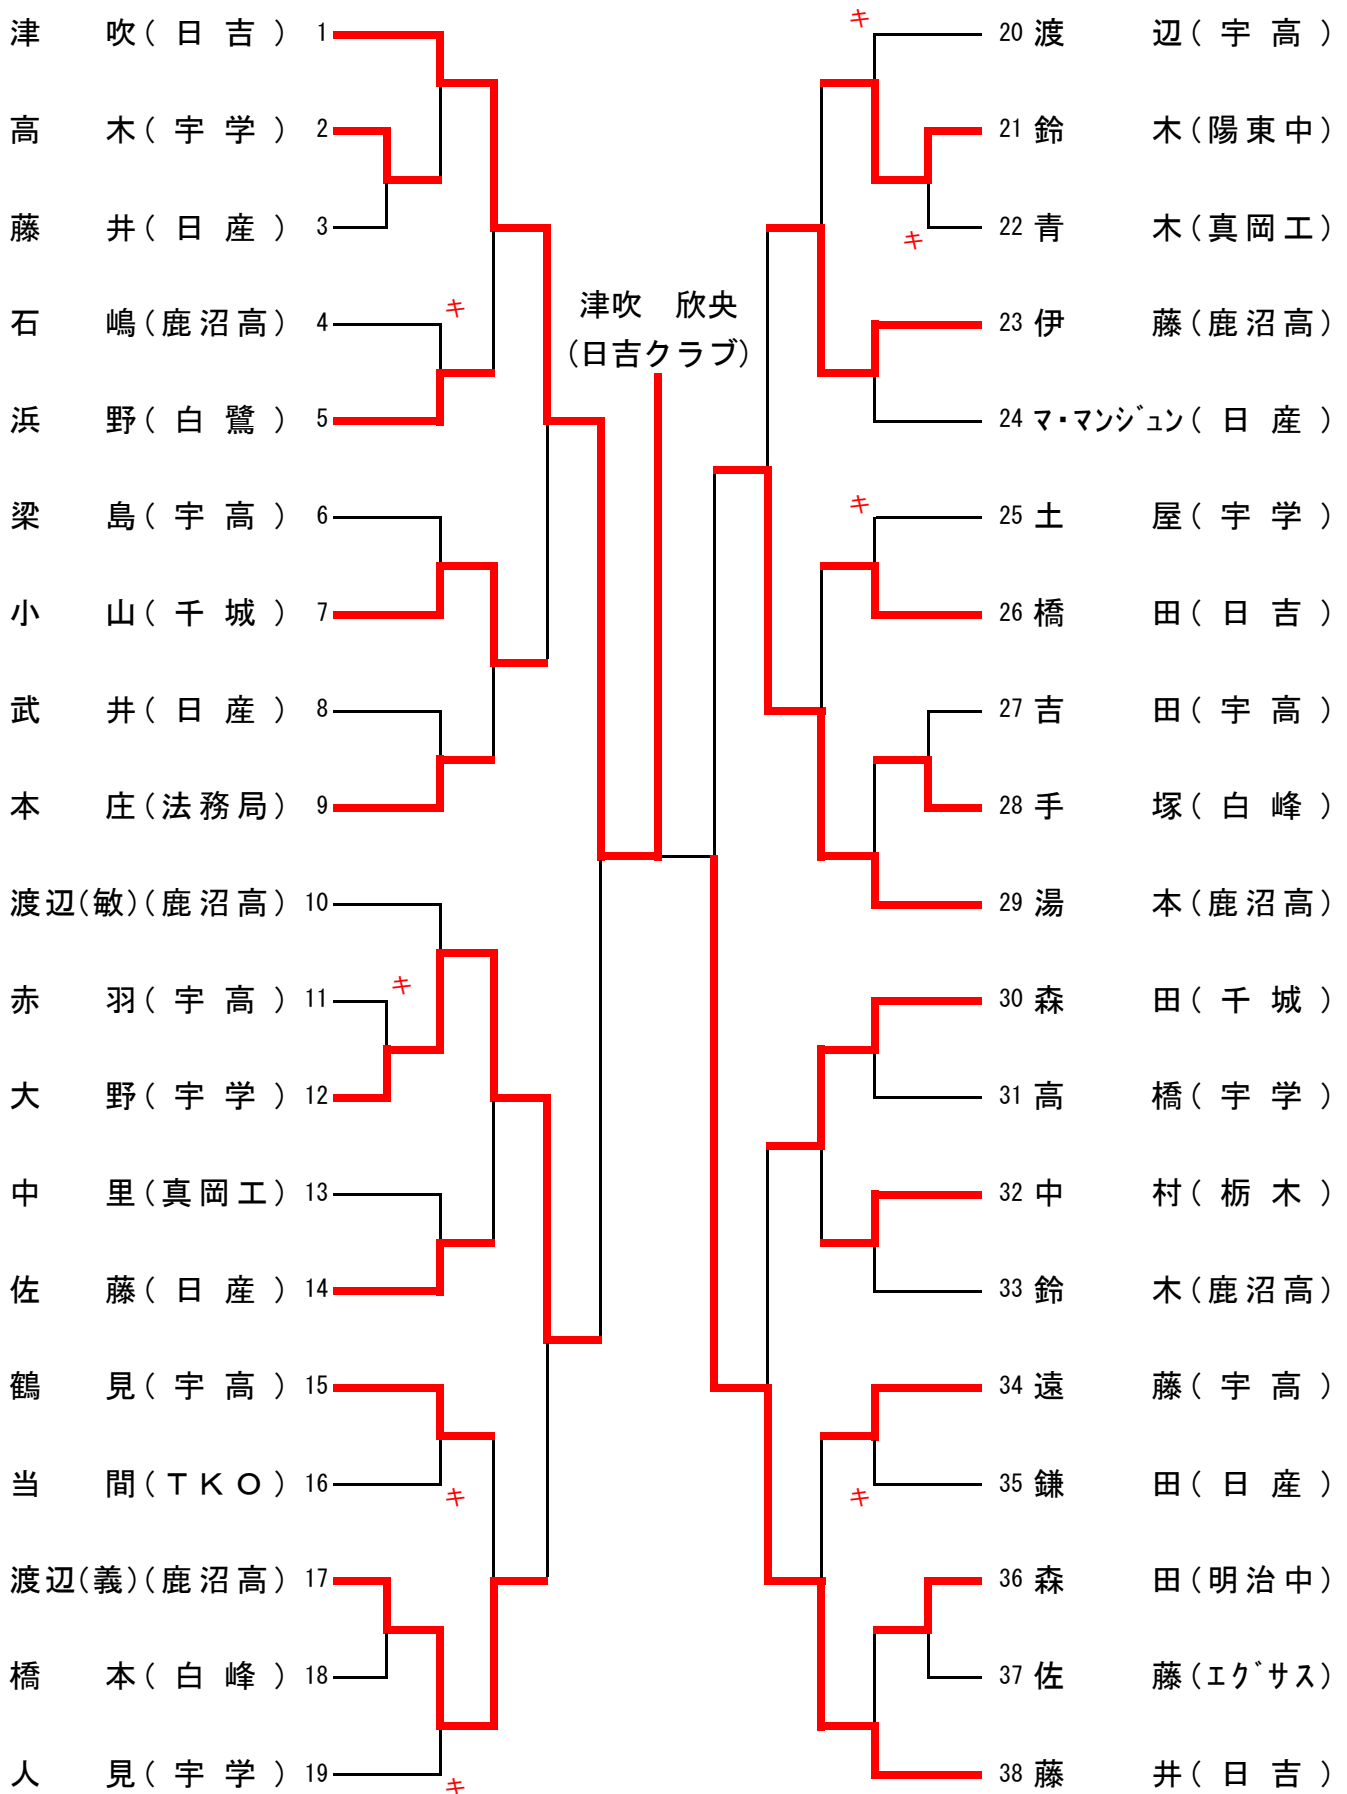 津吹(日吉) 1
高木(宇学) 2
藤井(日産) 3
石嶋(鹿沼高) 4
キ
浜野(白鷺) 5
梁島(宇高) 6
小山(千城) 7
武井(日産) 8
本庄(法務局) 9
渡辺(敏)(鹿沼高) 10
赤羽(宇高) 11
キ
大野(宇学) 12
中里(真岡工) 13
佐藤(日産) 14
鶴見(宇高) 15
当間(TKO) 16
キ
渡辺(義)(鹿沼高) 17
橋本(白峰) 18
人見(宇学) 19
キ
津吹 欣央
(日吉クラブ)
キ
20 渡辺(宇高)
21 鈴木(陽東中)
22 青木(真岡工)
キ
23 伊藤(鹿沼高)
24 マ・マンジュン(日産)
キ
25 土屋(宇学)
26 橋田(日吉)
27 吉田(宇高)
28 手塚(白峰)
29 湯本(鹿沼高)
30 森田(千城)
31 高橋(宇学)
32 中村(栃木)
33 鈴木(鹿沼高)
34 遠藤(宇高)
35 鎌田(日産)
キ
36 森田(明治中)
37 佐藤(エグサス)
38 藤井(日吉)